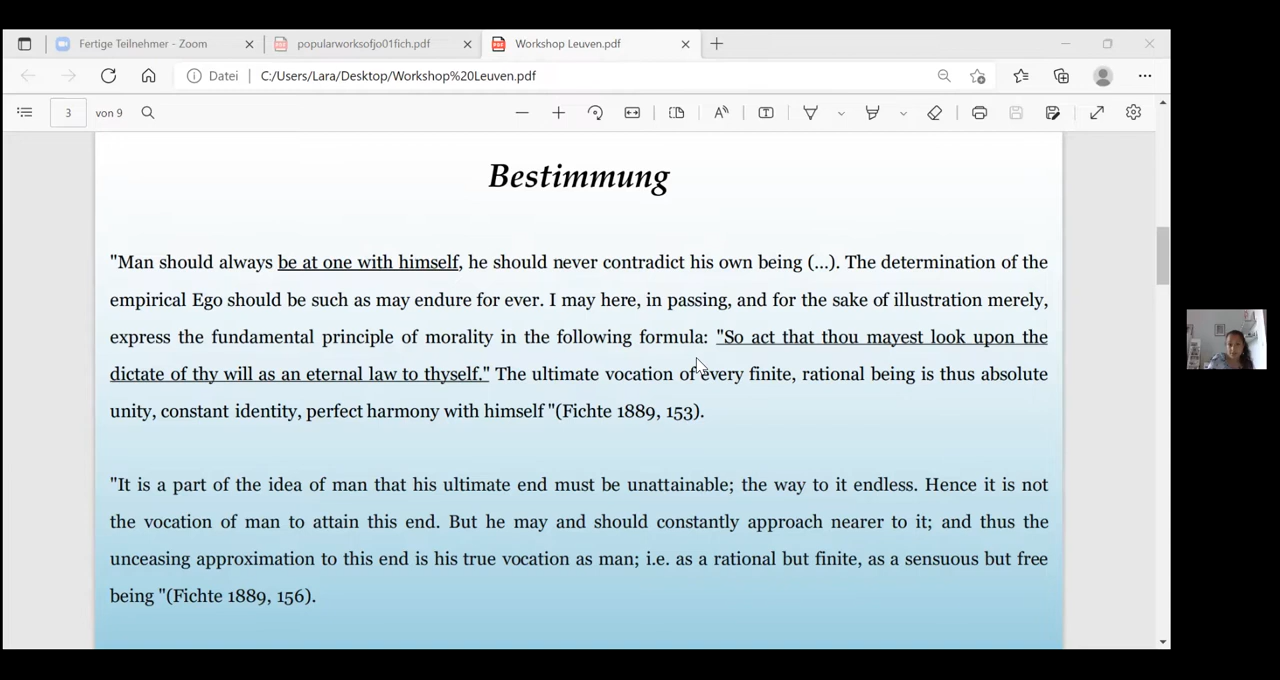 Fertige Teilnehmer - Zoom
popularworksofjo01fich.pdf
Workshop Leuven.pdf
Datei C:/Users/Lara/Desktop/Workshop%20Leuven.pdf
3 von 9
Bestimmung
"Man should always be at one with himself, he should never contradict his own being (...). The determination of the
empirical Ego should be such as may endure for ever. I may here, in passing, and for the sake of illustration merely,
express the fundamental principle of morality in the following formula: "So act that thou mayest look upon the
dictate of thy will as an eternal law to thyself." The ultimate vocation of every finite, rational being is thus absolute
unity, constant identity, perfect harmony with himself "(Fichte 1889, 153).
"It is a part of the idea of man that his ultimate end must be unattainable; the way to it endless. Hence it is not
the vocation of man to attain this end. But he may and should constantly approach nearer to it; and thus the
unceasing approximation to this end is his true vocation as man; i.e. as a rational but finite, as a sensuous but free
being "(Fichte 1889, 156).